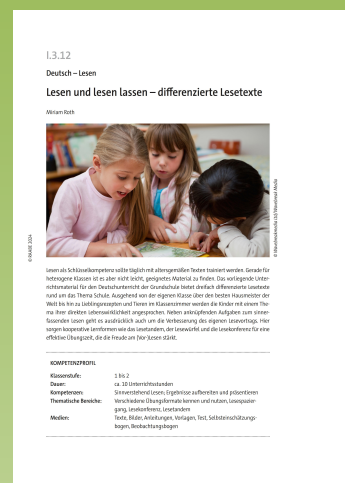 I.3.12
Deutsch – Lesen
Lesen und lesen lassen – differenzierte Lesetexte
Miriam Roth
© RAABE 2024
© Wavebreakmedia Ltd/Wavebreak Media
Lesen als Schlüsselkompetenz sollte täglich mit altersgemäßen Texten trainiert werden. Gerade für
heterogene Klassen ist es aber nicht leicht, geeignetes Material zu finden. Das vorliegende Unter-
richtsmaterial für den Deutschunterricht der Grundschule bietet dreifach differenzierte Lesetexte
rund um das Thema Schule. Ausgehend von der eigenen Klasse über den besten Hausmeister der
Welt bis hin zu Lieblingsrezepten und Tieren im Klassenzimmer werden die Kinder mit einem The-
ma ihrer direkten Lebenswirklichkeit angesprochen. Neben anknüpfenden Aufgaben zum sinner-
fassenden Lesen geht es ausdrücklich auch um die Verbesserung des eigenen Lesevortrags. Hier
sorgen kooperative Lernformen wie das Lesetandem, der Lesewürfel und die Lesekonferenz für eine
effektive Übungszeit, die die Freude am (Vor-)Lesen stärkt.
KOMPETENZPROFIL
Klassenstufe: 1 bis 2
Dauer: ca. 10 Unterrichtsstunden
Kompetenzen: Sinnverstehend Lesen; Ergebnisse aufbereiten und präsentieren
Thematische Bereiche: Verschiedene Übungsformate kennen und nutzen, Lesespazier-
gang, Lesekonferenz, Lesetandem
Medien: Texte, Bilder, Anleitungen, Vorlagen, Test, Selbsteinschätzungs-
bogen, Beobachtungsbogen